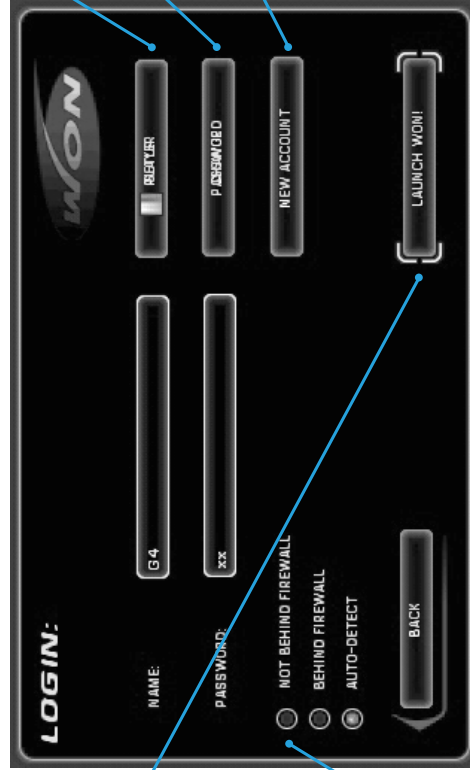 LOGIN:
WON
NAME:
G4
PASSWORD:
xx
NEW ACCOUNT
NOT BEHIND FIREWALL
BEHIND FIREWALL
AUTO-DETECT
BACK
LAUNCH WON!